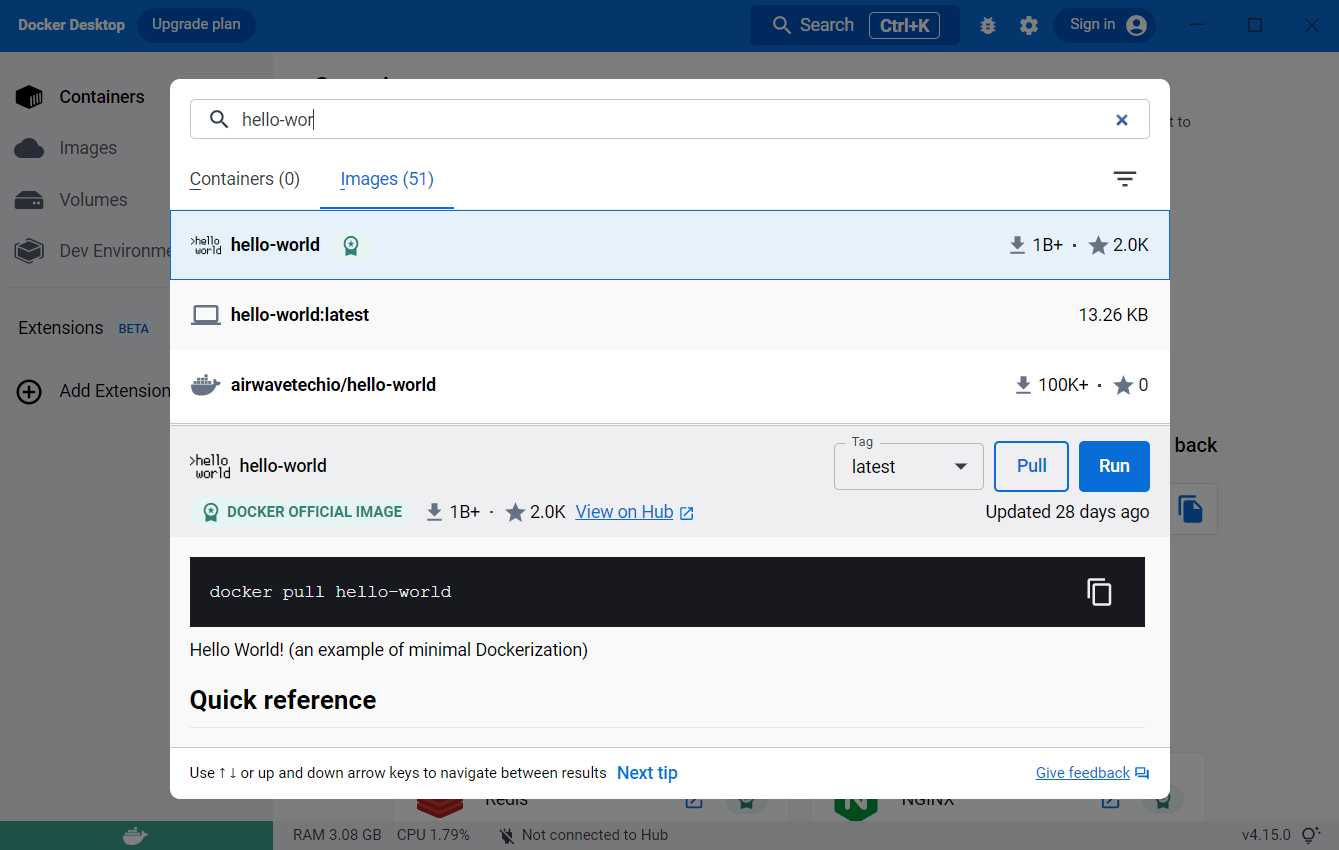 Docker Desktop Upgrade plan Search Ctrl+K Sign in
Containers
Images
Volumes
Dev Environme
Extensions BETA
Add Extension
t to
back
hello-wor
Containers (0) Images (51)
>hello world hello-world 1B+ · 2.0K
hello-world:latest 13.26 KB
airwavetechio/hello-world 100K+ · 0
>hello world hello-world Tag latest Pull Run
DOCKER OFFICIAL IMAGE 1B+ · 2.0K View on Hub Updated 28 days ago
docker pull hello-world
Hello World! (an example of minimal Dockerization)
Quick reference
Use ↑ ↓ or up and down arrow keys to navigate between results Next tip Give feedback
Redis NGINX
RAM 3.08 GB CPU 1.79% Not connected to Hub v4.15.0